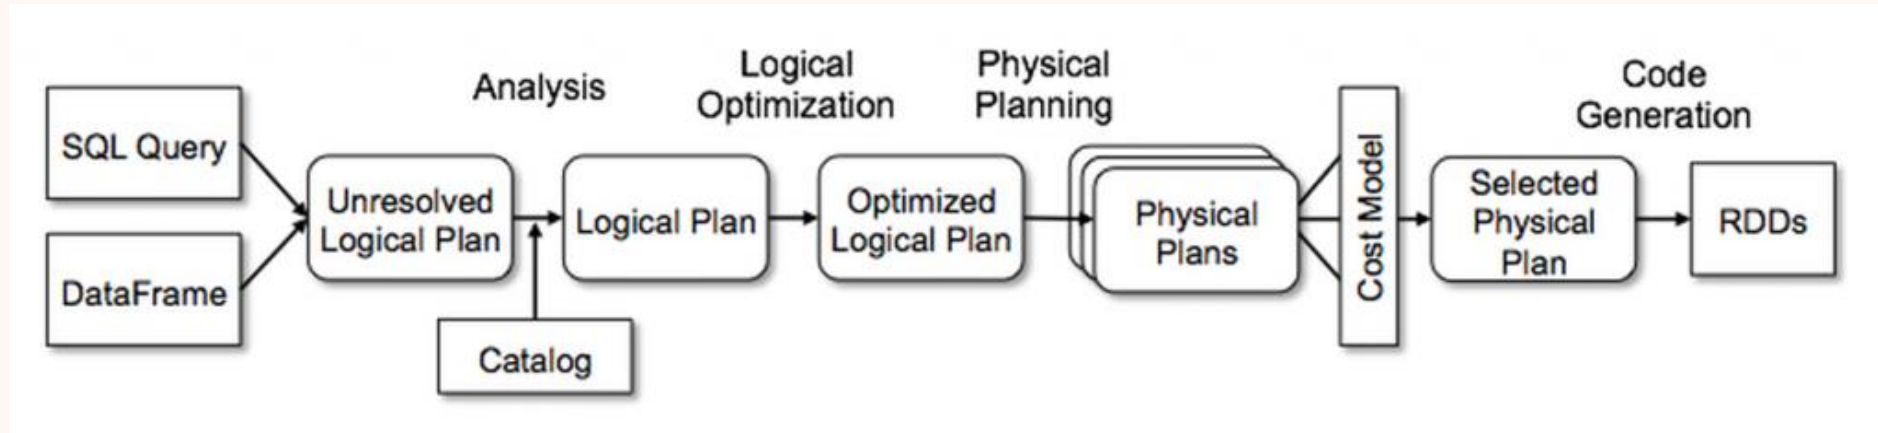 SQL Query
DataFrame
Analysis
Unresolved
Logical Plan
Catalog
Logical Plan
Logical
Optimization
Optimized
Logical Plan
Physical
Planning
Physical
Plans
Cost Model
Selected
Physical
Plan
Code
Generation
RDDs